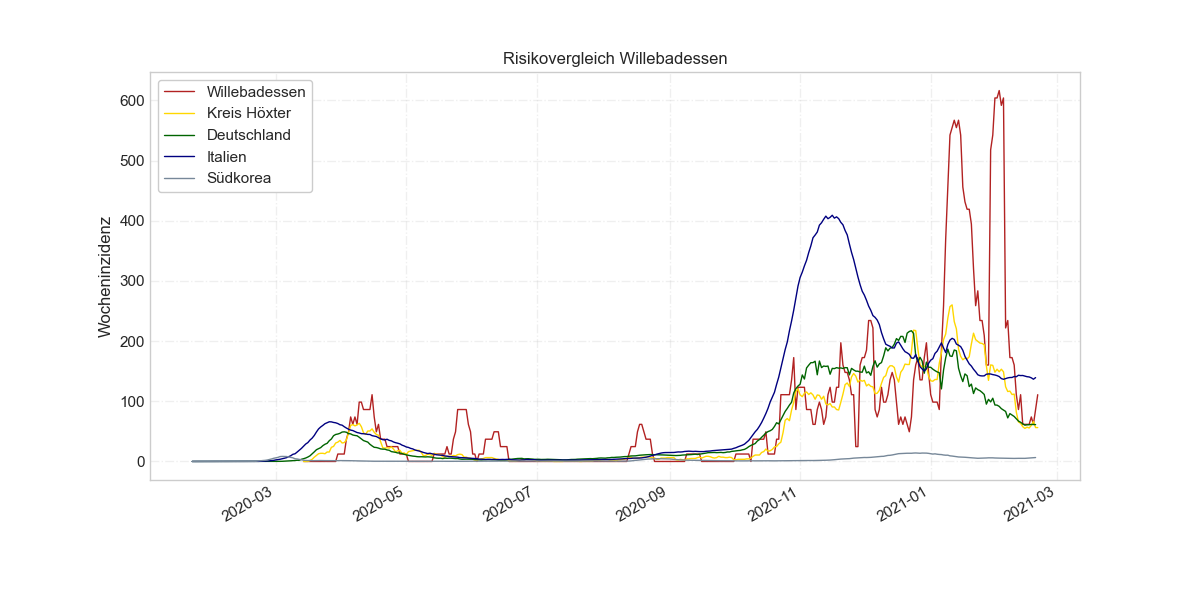 Risikovergleich Willebadessen
Willebadessen
Kreis Höxter
Deutschland
Italien
Südkorea
Wocheninzidenz
600
500
400
300
200
100
0
2020-03
2020-05
2020-07
2020-09
2020-11
2021-01
2021-03